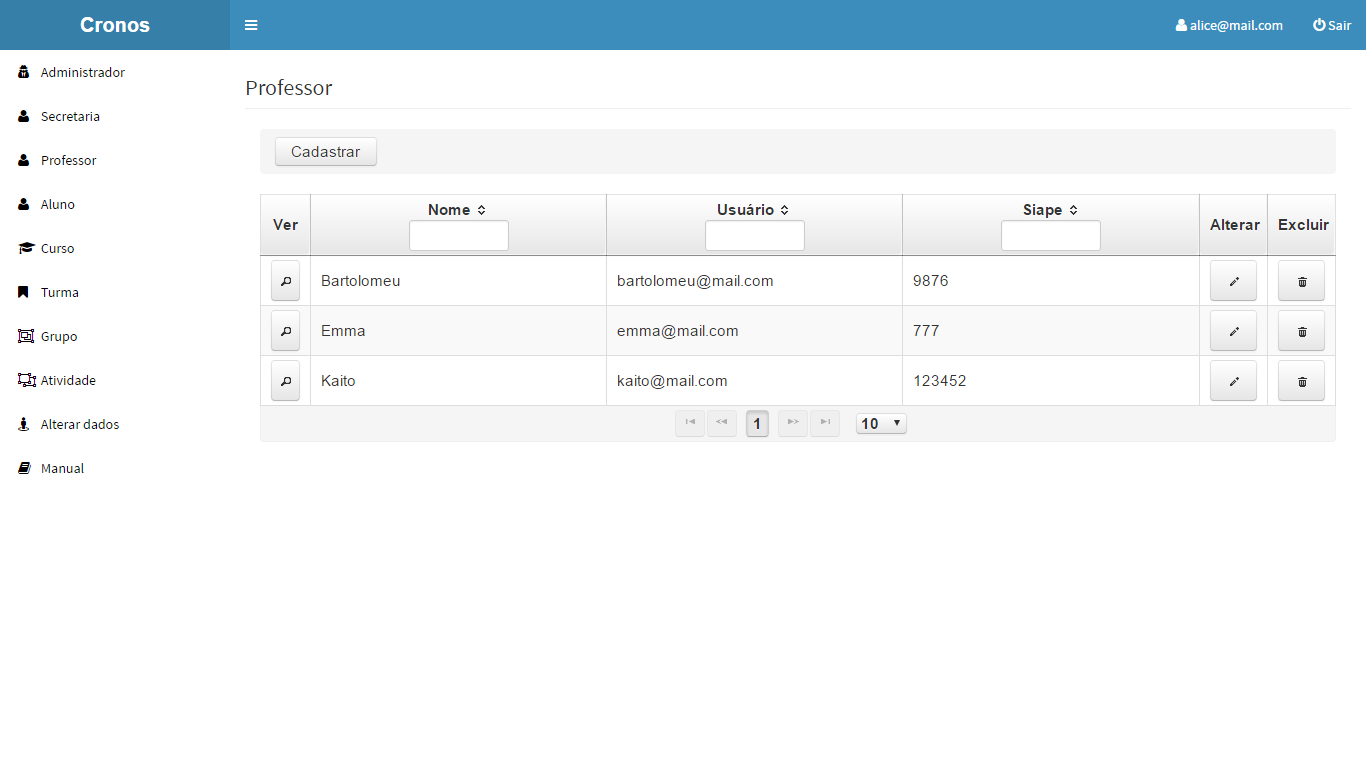 Cronos
alice@mail.com
Sair
Administrador
Secretaria
Professor
Aluno
Curso
Turma
Grupo
Atividade
Alterar dados
Manual
Professor
Cadastrar
Ver Nome Usuário Siape Alterar Excluir
Bartolomeu bartolomeu@mail.com 9876
Emma emma@mail.com 777
Kaito kaito@mail.com 123452
1 10